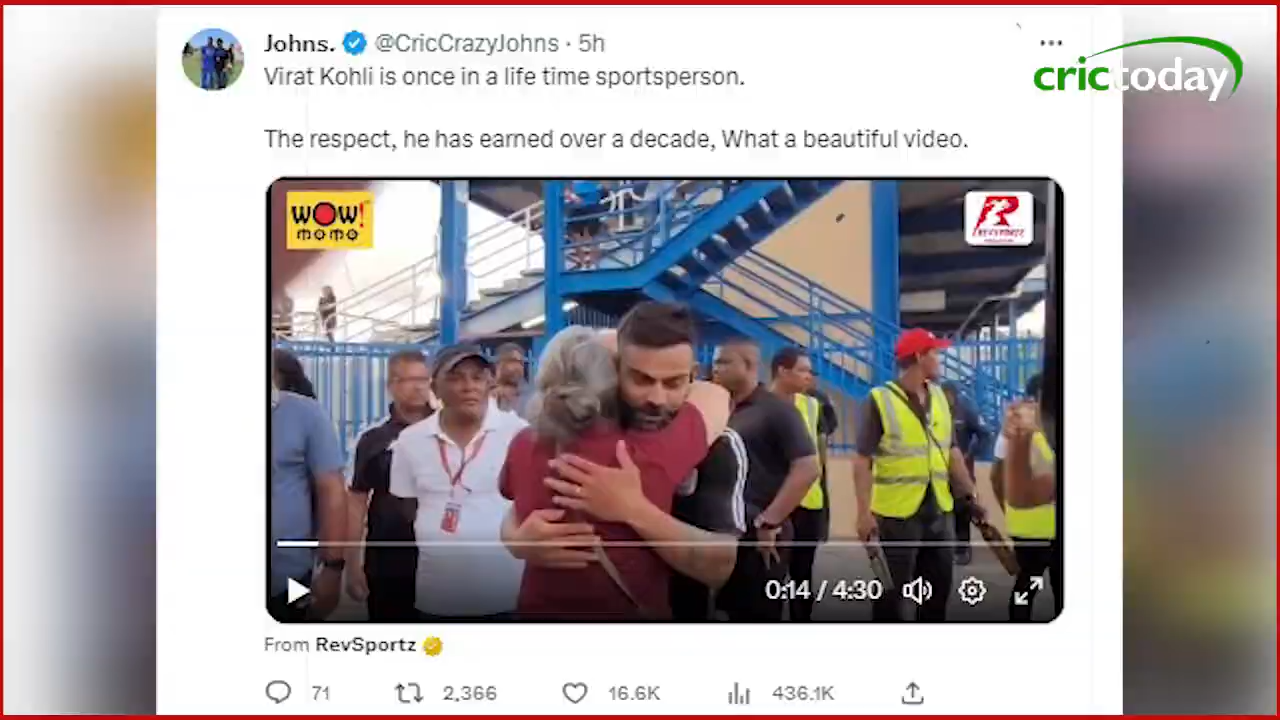 Johns. @CricCrazyJohns · 5h
crictoday
Virat Kohli is once in a life time sportsperson.
The respect, he has earned over a decade, What a beautiful video.
WOW!
MOMO
0:14 / 4:30
From RevSportz
71 2,366 16.6K 436.1K